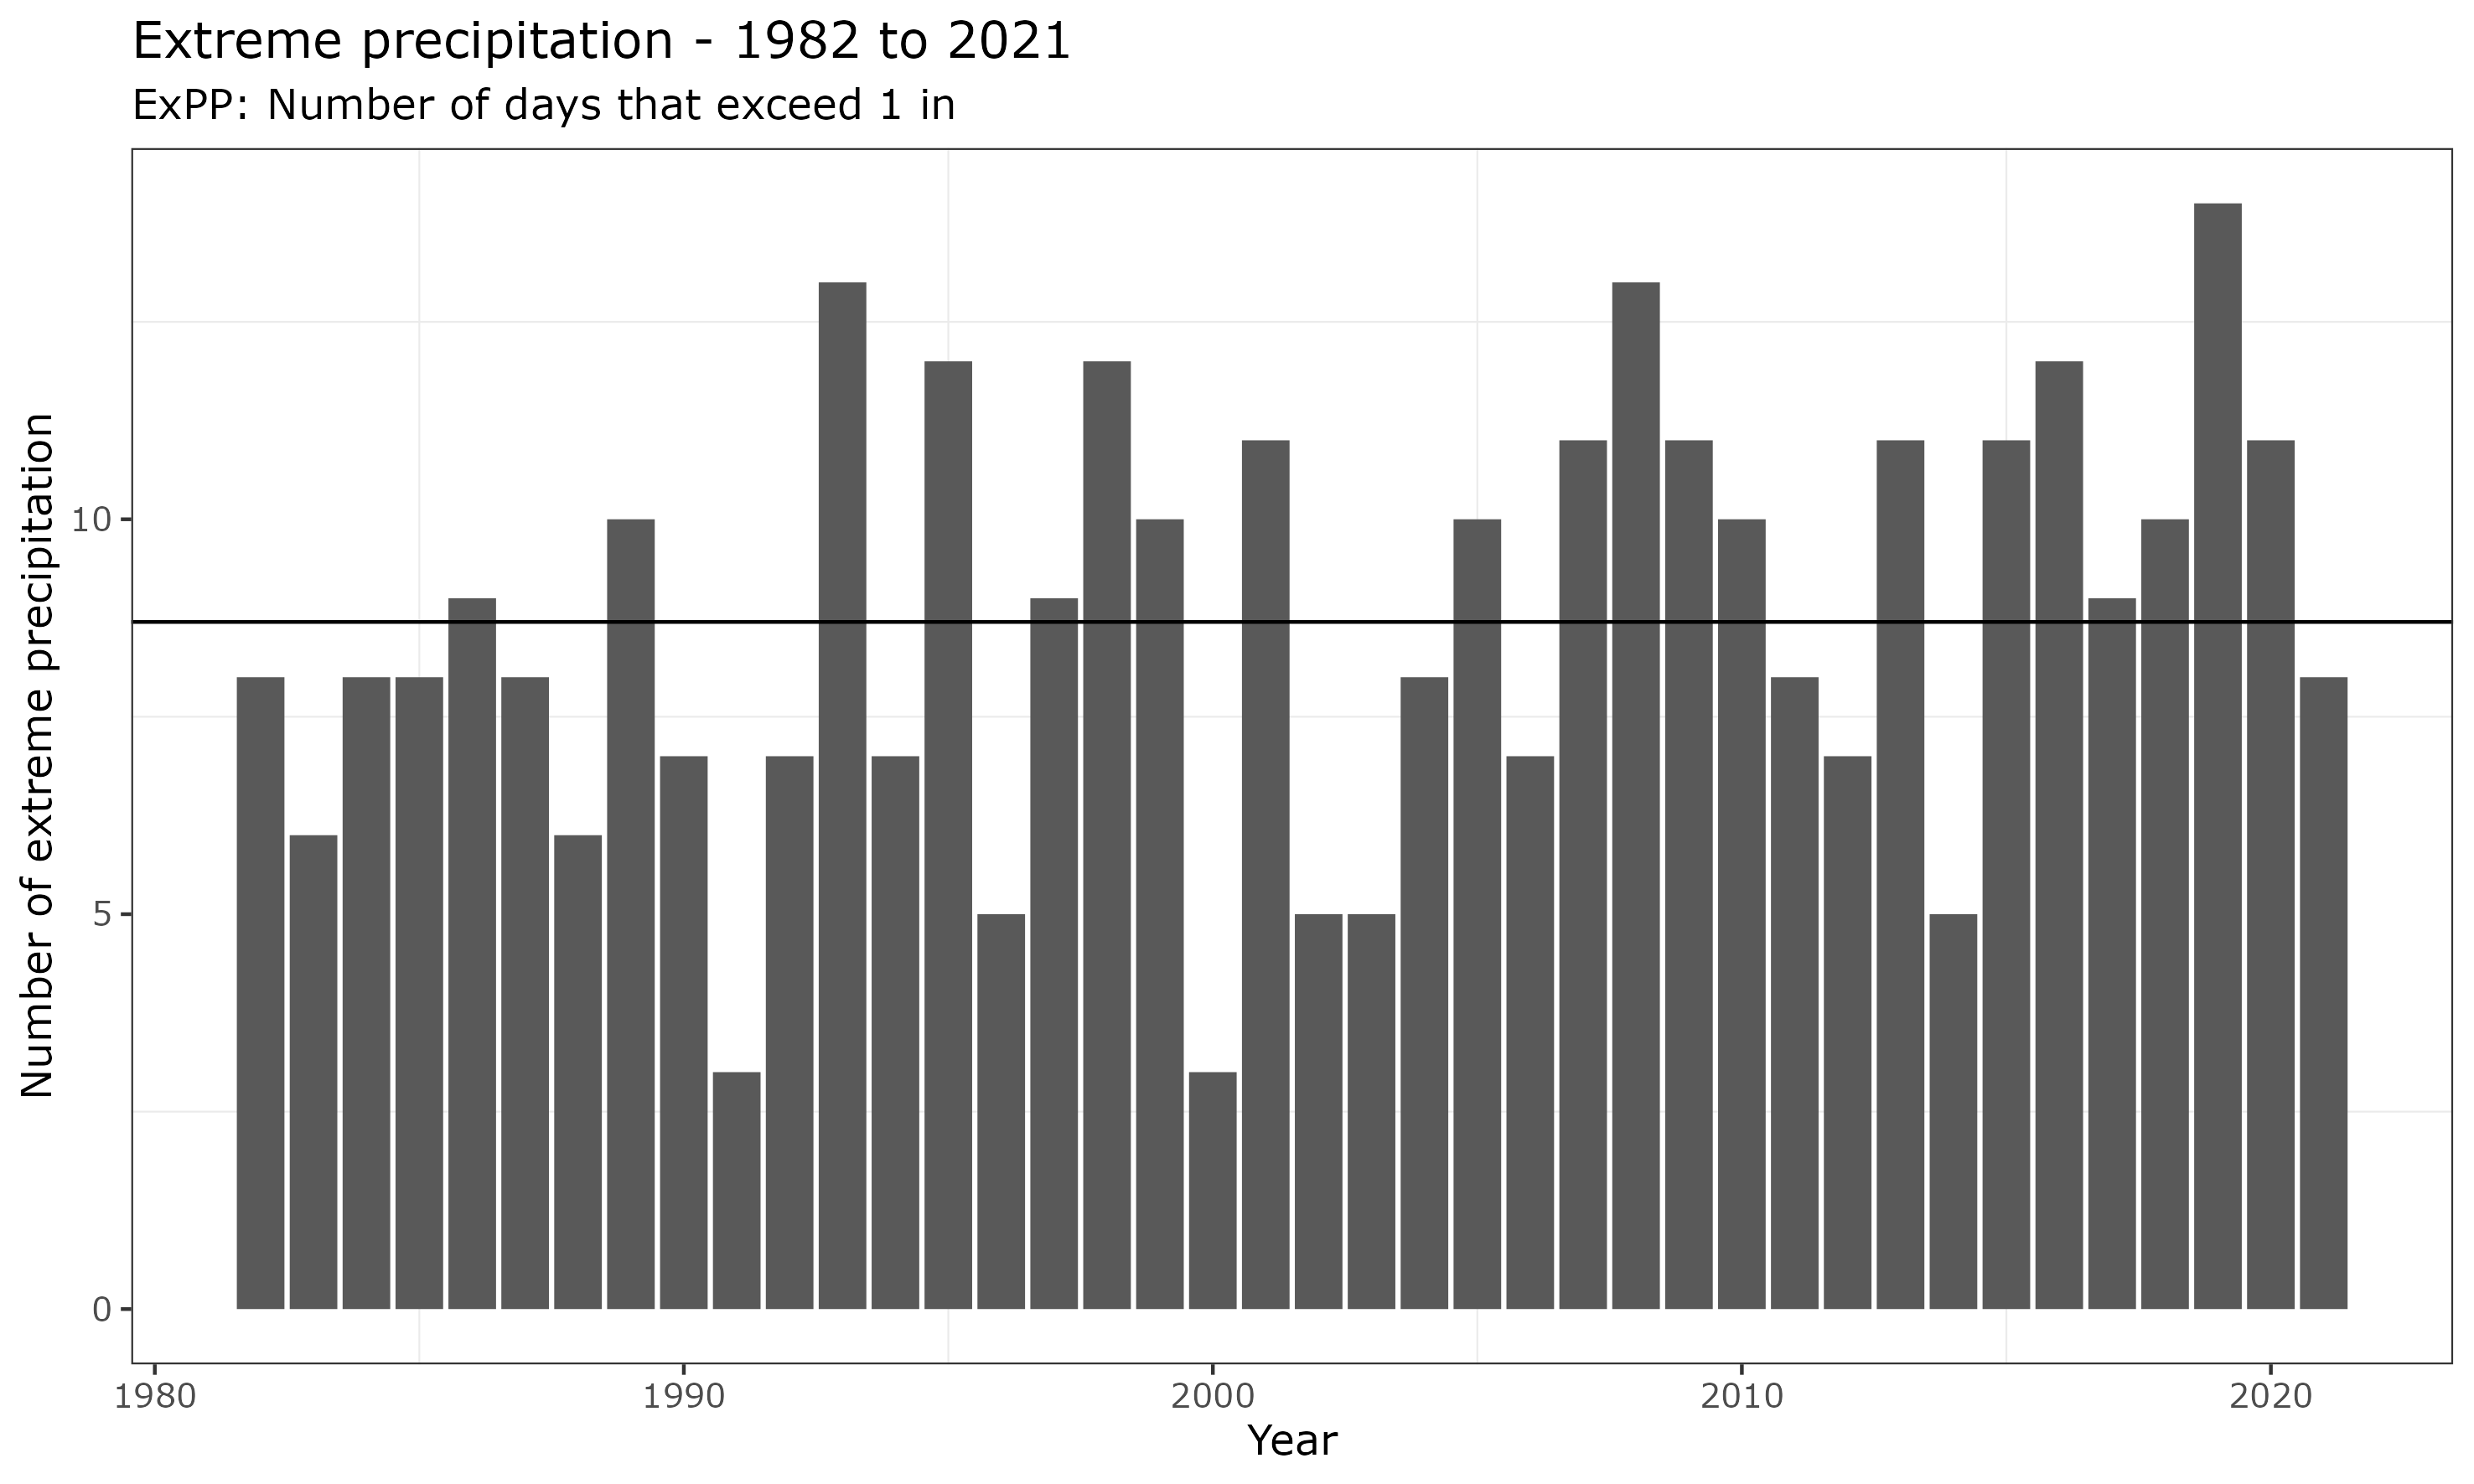 Extreme precipitation - 1982 to 2021
ExPP: Number of days that exceed 1 in
Number of extreme precipitation
10
5
0
1980
1990
2000
2010
2020
Year